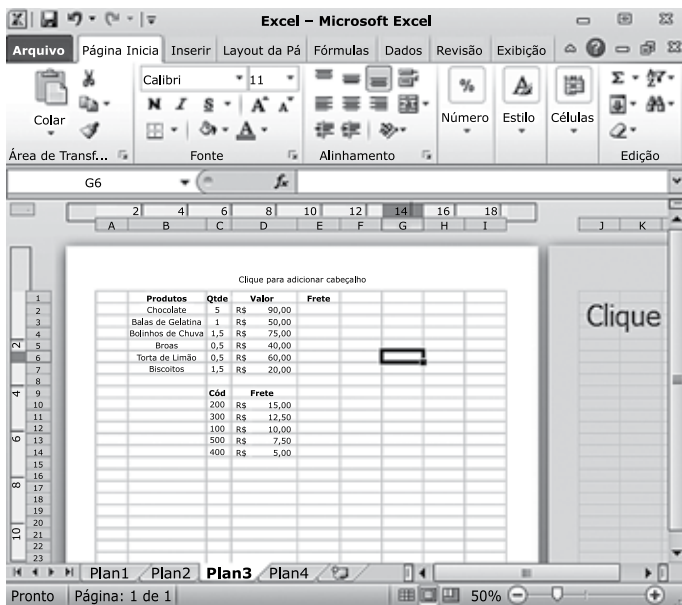 Excel – Microsoft Excel
Arquivo Página Inicia Inserir Layout da Pá Fórmulas Dados Revisão Exibição
Calibri 11
N I S A A
Colar
% Número
A Estilo
Células
Σ
Área de Transf... Fonte Alinhamento Edição
G6 fx
2 4 6 8 10 12 14 16 18
A B C D E F G H I J K
Clique para adicionar cabeçalho
Clique
1 Produtos Qtde Valor Frete
2 Chocolate 5 R$ 90,00
3 Balas de Gelatina 1 R$ 50,00
4 Bolinhos de Chuva 1,5 R$ 75,00
5 Broas 0,5 R$ 40,00
6 Torta de Limão 0,5 R$ 60,00
7 Biscoitos 1,5 R$ 20,00
8
9 Cód Frete
10 200 R$ 15,00
11 300 R$ 12,50
12 100 R$ 10,00
13 500 R$ 7,50
14 400 R$ 5,00
15
16
17
18
19
20
21
22
23
2 4 6 8 10
Plan1 Plan2 Plan3 Plan4
Pronto Página: 1 de 1 50%